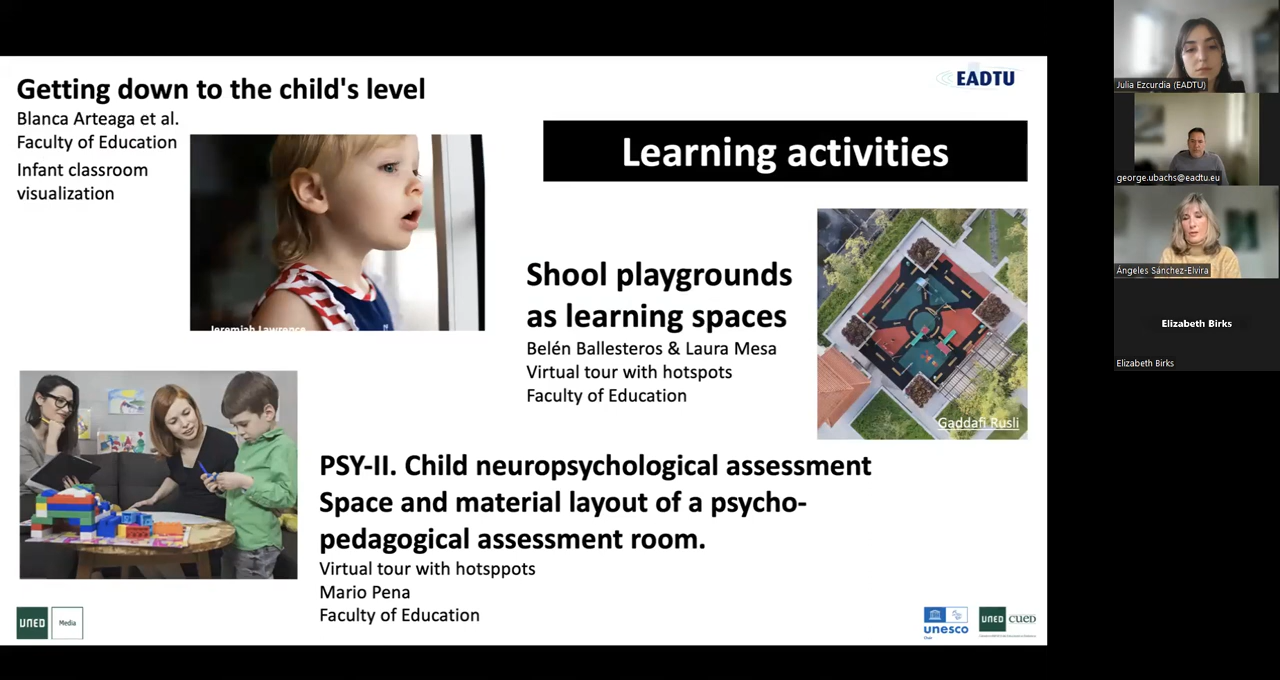 Getting down to the child's level
Blanca Arteaga et al.
Faculty of Education
Infant classroom
visualization
Jeremiah Lawrence
EADTU
Learning activities
Shool playgrounds
as learning spaces
Belén Ballesteros & Laura Mesa
Virtual tour with hotspots
Faculty of Education
Gaddafi Rusli
PSY-II. Child neuropsychological assessment
Space and material layout of a psycho-
pedagogical assessment room.
Virtual tour with hotsppots
Mario Pena
Faculty of Education
UNED Media
unesco
Chair
UNED CUED
Julia Ezcurdia (EADTU)
george.ubachs@eadtu.eu
Ángeles Sánchez-Elvira
Elizabeth Birks
Elizabeth Birks